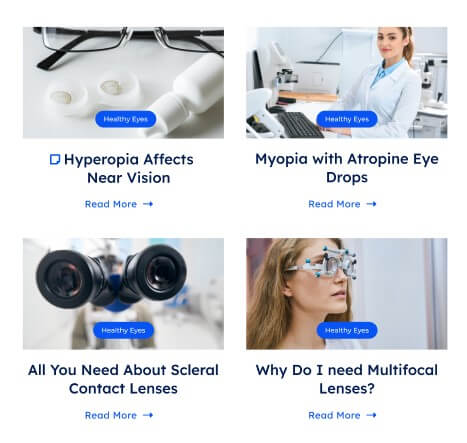 Healthy Eyes
Hyperopia Affects
Near Vision
Read More
Healthy Eyes
Myopia with Atropine Eye
Drops
Read More
Healthy Eyes
All You Need About Scleral
Contact Lenses
Read More
Healthy Eyes
Why Do I need Multifocal
Lenses?
Read More